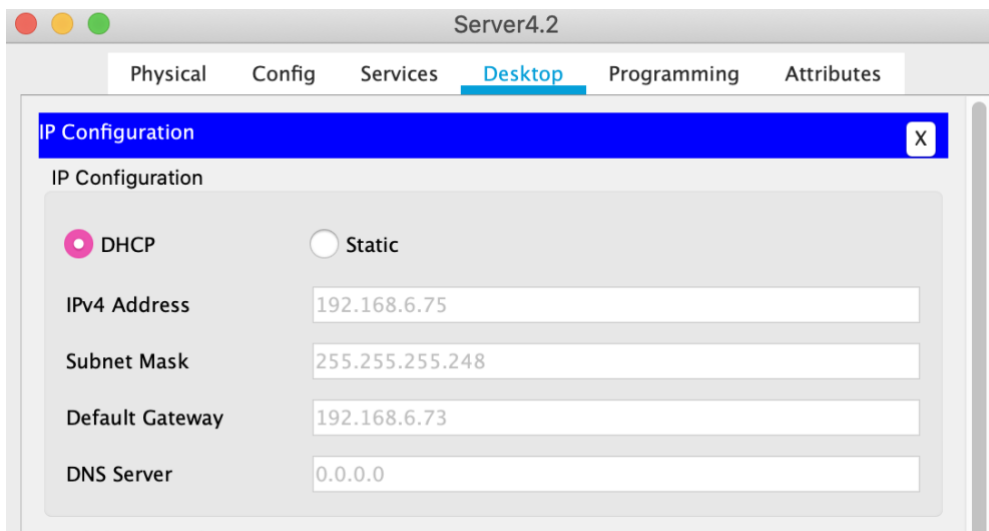 Server4.2
Physical Config Services Desktop Programming Attributes
IP Configuration X
IP Configuration
DHCP Static
IPv4 Address 192.168.6.75
Subnet Mask 255.255.255.248
Default Gateway 192.168.6.73
DNS Server 0.0.0.0